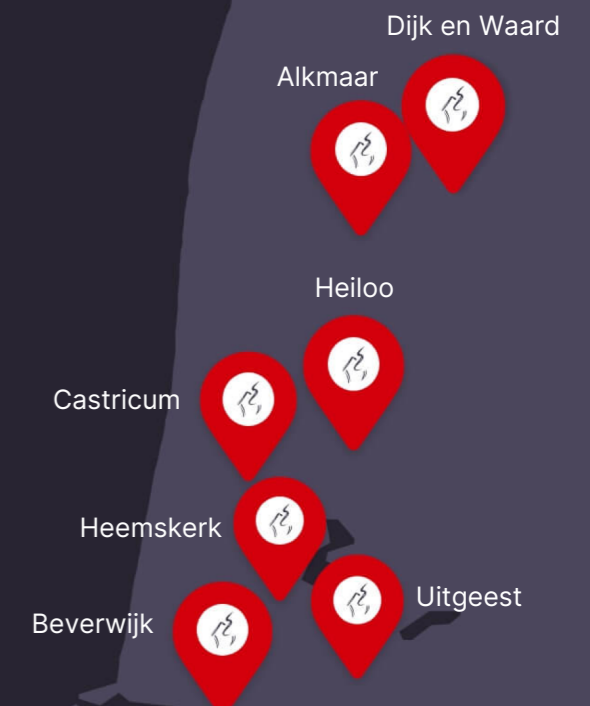 Dijk en Waard
Alkmaar
Heiloo
Castricum
Heemskerk
Uitgeest
Beverwijk